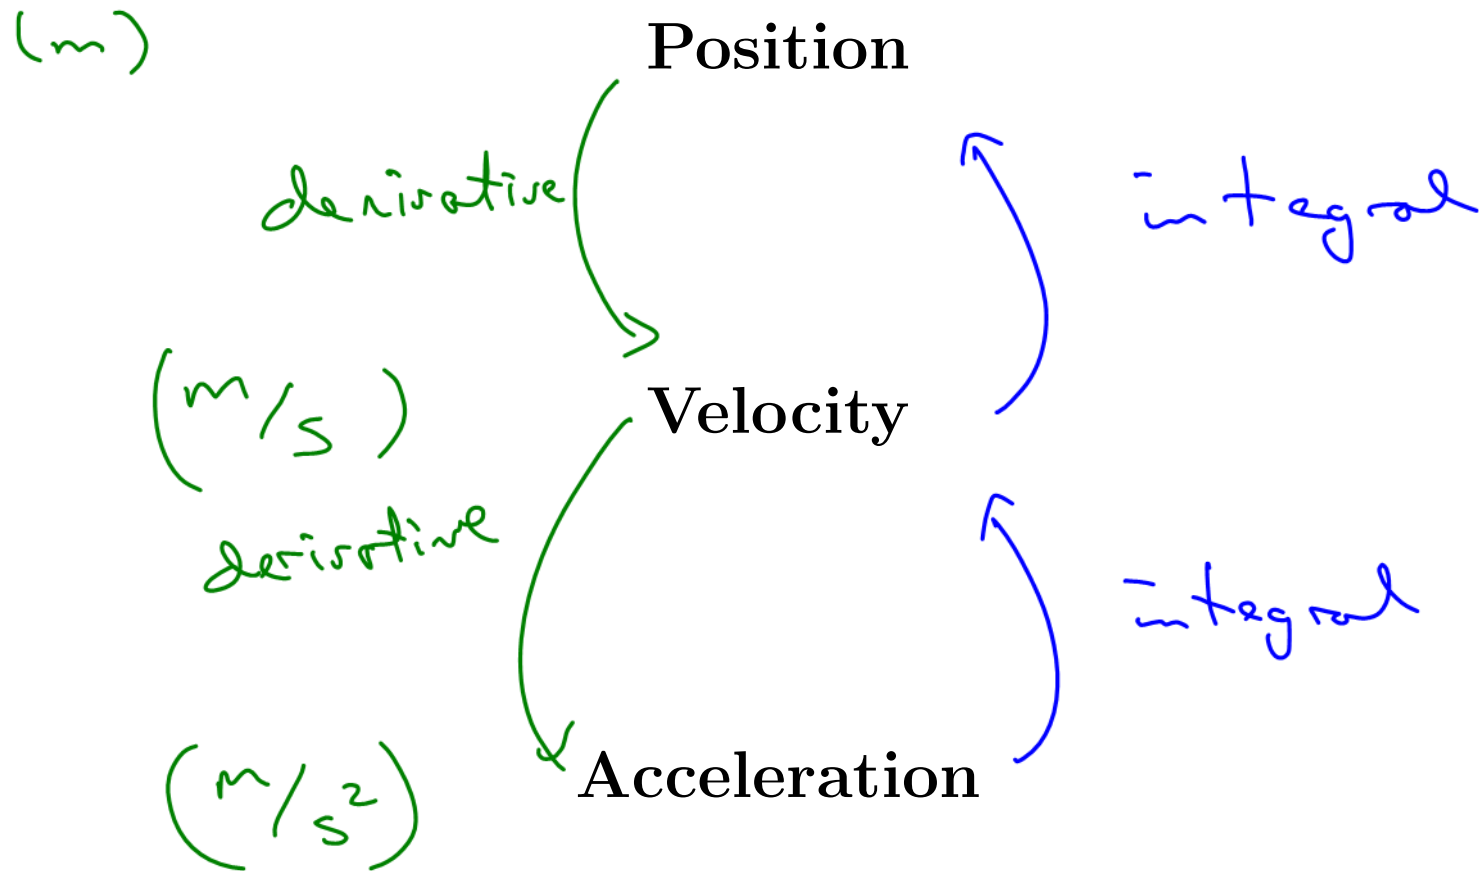 (m) Position
derivative integral
(m/s) Velocity
derivative integral
(m/s²) Acceleration